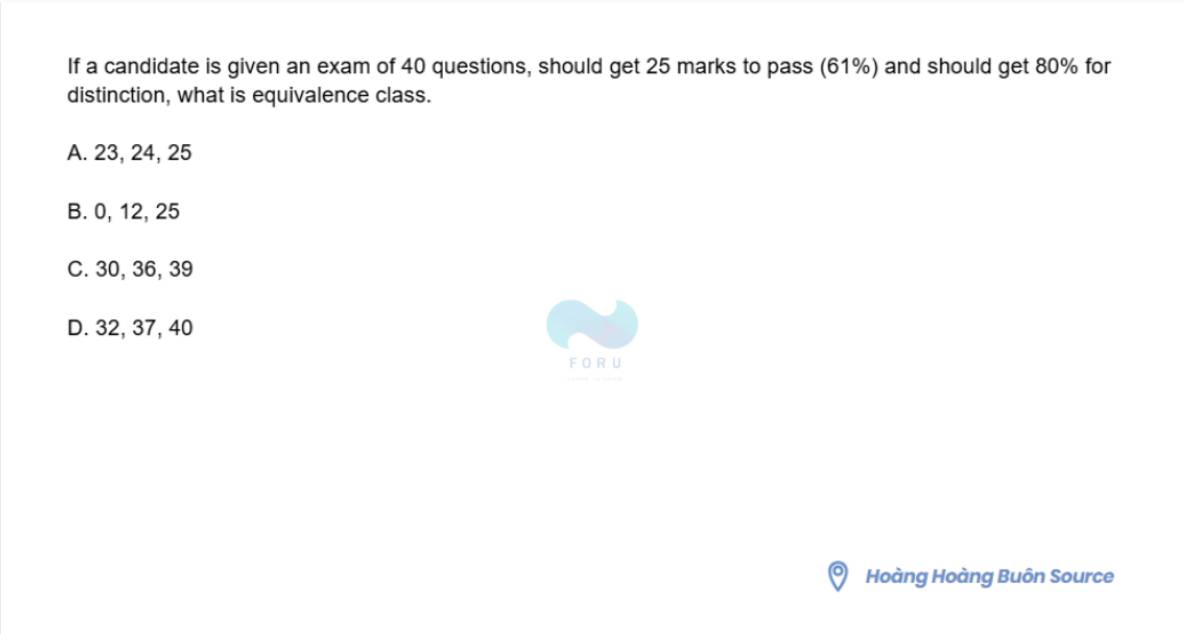 If a candidate is given an exam of 40 questions, should get 25 marks to pass (61%) and should get 80% for
distinction, what is equivalence class.
A. 23, 24, 25
B. 0, 12, 25
C. 30, 36, 39
D. 32, 37, 40
FORU
Hoàng Hoàng Buôn Source